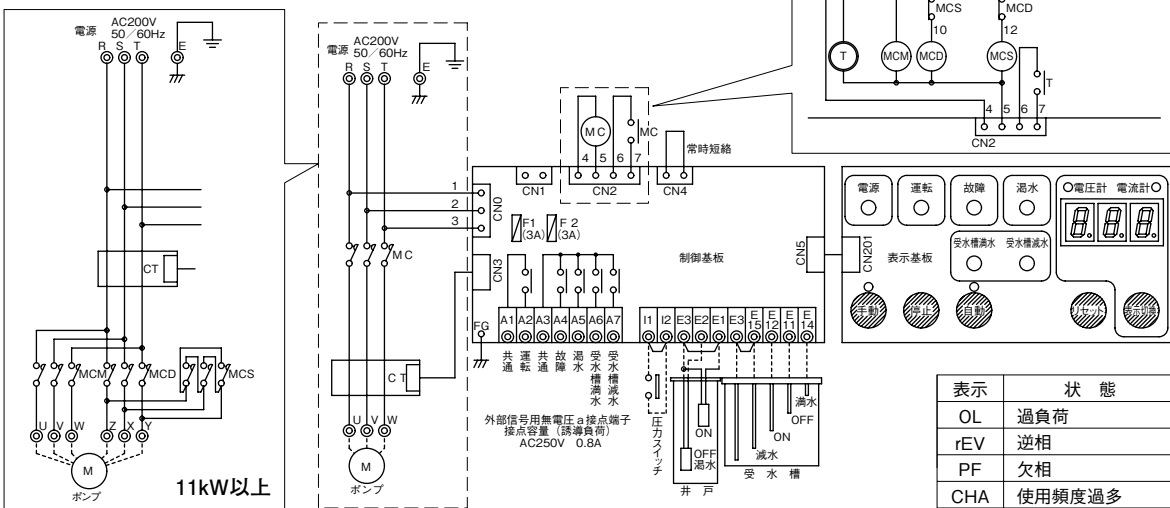 電源
AC200V
50／60Hz
R S T
E
CT
MCM
MCD
MCS
U V W
Z X Y
M
ポンプ
11kW以上
電源
AC200V
50／60Hz
R S T
E
MC
CT
U V W
M
ポンプ
MC
MC
4 5 6 7
CN1
CN2
CN4
常時短絡
1
2
3
CN0
F1
(3A)
F 2
(3A)
CN3
制御基板
CN5
FG
A1 A2 A3 A4 A5 A6 A7
共通
運転
共通
故障
渇水
受水槽満水
受水槽減水
外部信号用無電圧a接点端子
接点容量（誘導負荷）
AC250V 0.8A
I1 I2 E3 E2 E1 E3 E15 E12 E11 E14
圧力スイッチ
ON
OFF
渇水
井戸
満水
OFF
ON
減水
受水槽
MCS
MCD
10
12
T
MCM
MCD
MCS
T
4 5 6 7
CN2
CN201
電源
運転
故障
渇水
電圧計 電流計
8.8.8.
表示基板
受水槽満水
受水槽減水
手動
停止
自動
リセット
表示切換
表示 状態
OL 過負荷
rEV 逆相
PF 欠相
CHA 使用頻度過多